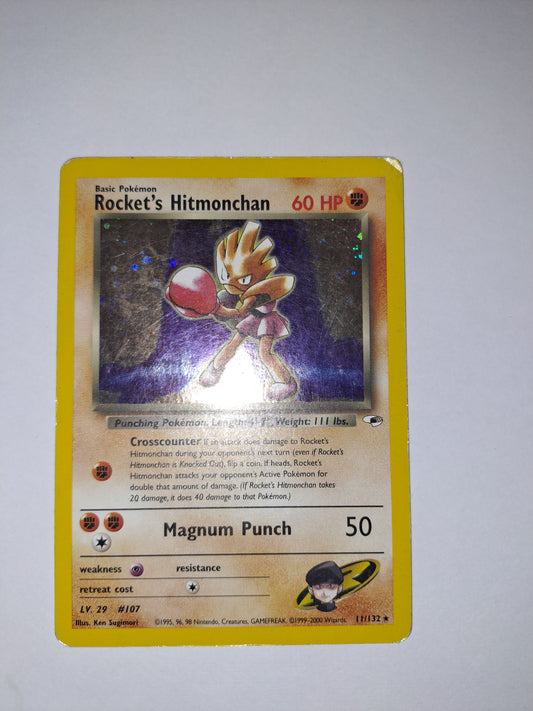 Basic Pokémon
Rocket's Hitmonchan 60 HP
Punching Pokémon. Length: 4' 7", Weight: 111 lbs.
Crosscounter If an attack does damage to Rocket's
Hitmonchan during your opponent's next turn (even if Rocket's
Hitmonchan is Knocked Out), flip a coin. If heads, Rocket's
Hitmonchan attacks your opponent's Active Pokémon for
double that amount of damage. (If Rocket's Hitmonchan takes
20 damage, it does 40 damage to that Pokémon.)
Magnum Punch 50
weakness resistance
retreat cost
LV. 29 #107
Illus. Ken Sugimori ©1995, 96, 98 Nintendo, Creatures, GAMEFREAK. ©1999-2000 Wizards. 11/132 ★